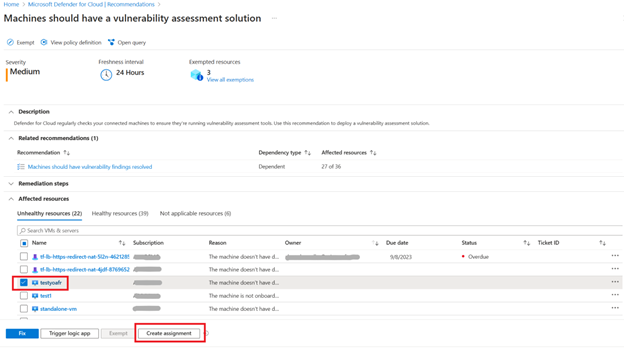 Home > Microsoft Defender for Cloud | Recommendations >
Machines should have a vulnerability assessment solution ...
Exempt View policy definition Open query
Severity Freshness interval Exempted resources
Medium 24 Hours 3
View all exemptions
Description
Defender for Cloud regularly checks your connected machines to ensure they're running vulnerability assessment tools. Use this recommendation to deploy a vulnerability assessment solution.
Related recommendations (1)
Recommendation ↑↓ Dependency type ↑↓ Affected resources ↑↓
Machines should have vulnerability findings resolved Dependent 27 of 36
Remediation steps
Affected resources
Unhealthy resources (22) Healthy resources (39) Not applicable resources (6)
Search VMs & servers
Name ↑↓ Subscription Reason Owner ↑↓ Due date Status ↑↓ Ticket ID ↑↓
tf-lb-https-redirect-nat-5l2n-4621285 The machine doesn't have d... 9/8/2023 Overdue ...
tf-lb-https-redirect-nat-4jdf-8769652 The machine doesn't have d... ...
testyoafr The machine doesn't have d... ...
test1 The machine is not onboard... ...
standalone-vm The machine doesn't have d... ...
Fix Trigger logic app Exempt Create assignment